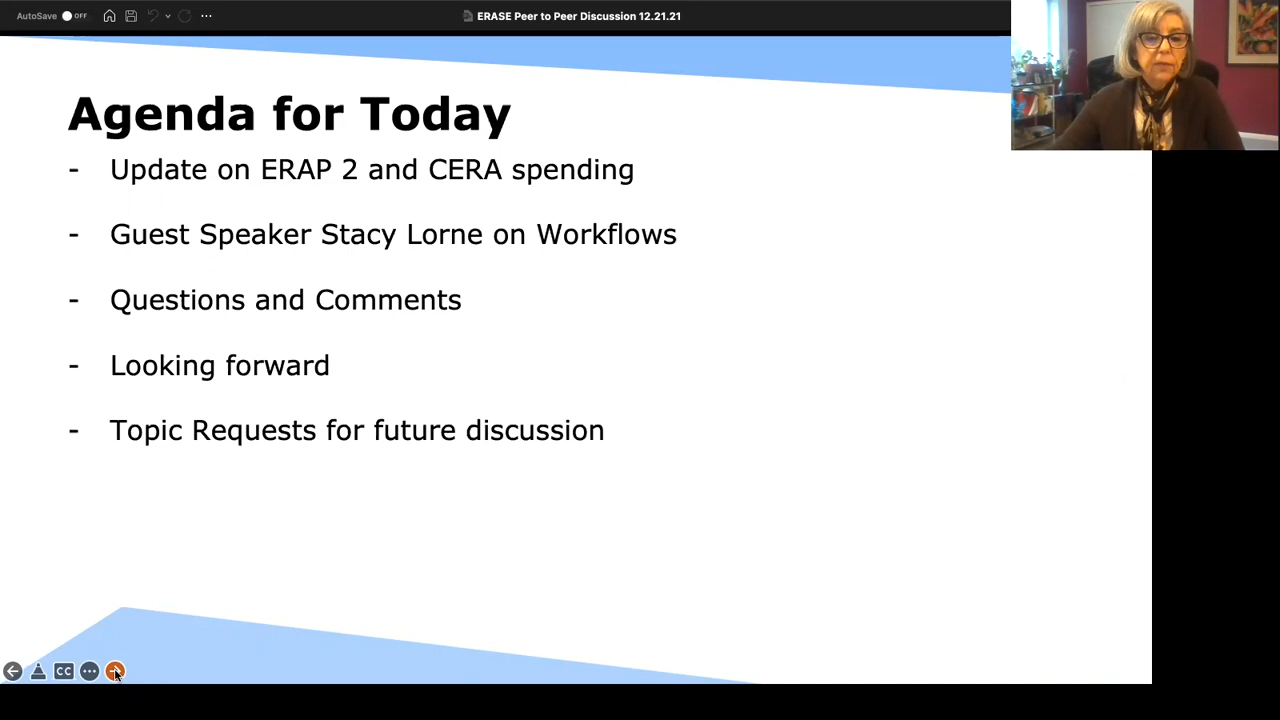 AutoSave OFF ERASE Peer to Peer Discussion 12.21.21
Agenda for Today
- Update on ERAP 2 and CERA spending
- Guest Speaker Stacy Lorne on Workflows
- Questions and Comments
- Looking forward
- Topic Requests for future discussion
CC